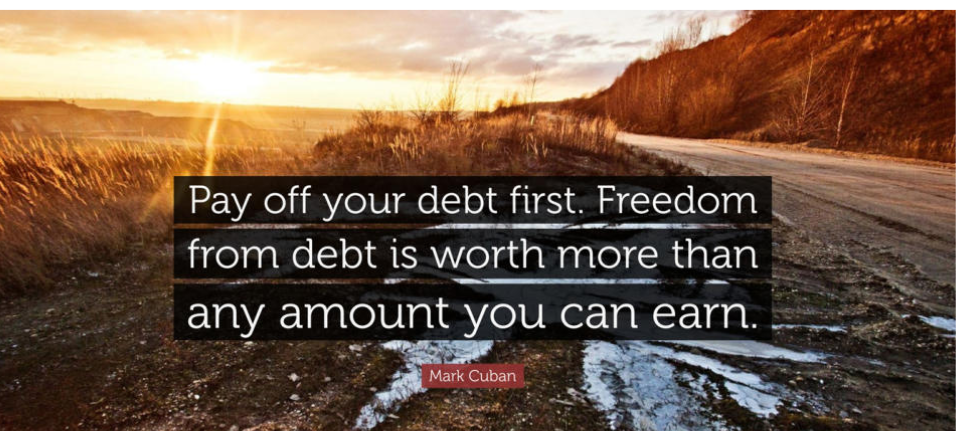 Pay off your debt first. Freedom
from debt is worth more than
any amount you can earn.
Mark Cuban